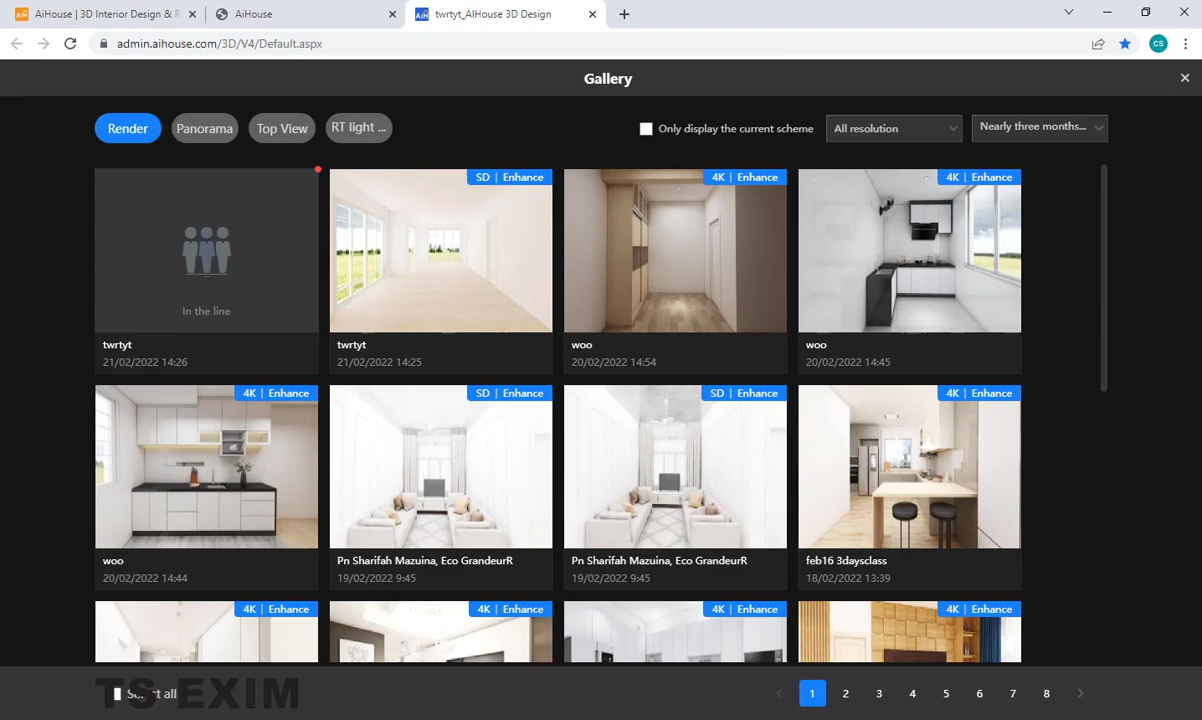 AiHouse | 3D Interior Design & R
AiHouse
twrtyt_AIHouse 3D Design
admin.aihouse.com/3D/V4/Default.aspx
CS
Gallery
Render
Panorama
Top View
RT light ...
Only display the current scheme
All resolution
Nearly three months...
In the line
SD | Enhance
4K | Enhance
4K | Enhance
twrtyt
21/02/2022 14:26
twrtyt
21/02/2022 14:25
woo
20/02/2022 14:54
woo
20/02/2022 14:45
4K | Enhance
SD | Enhance
SD | Enhance
4K | Enhance
woo
20/02/2022 14:44
Pn Sharifah Mazuina, Eco GrandeurR
19/02/2022 9:45
Pn Sharifah Mazuina, Eco GrandeurR
19/02/2022 9:45
feb16 3daysclass
18/02/2022 13:39
4K | Enhance
4K | Enhance
4K | Enhance
4K | Enhance
Select all
TS EXIM
1 2 3 4 5 6 7 8